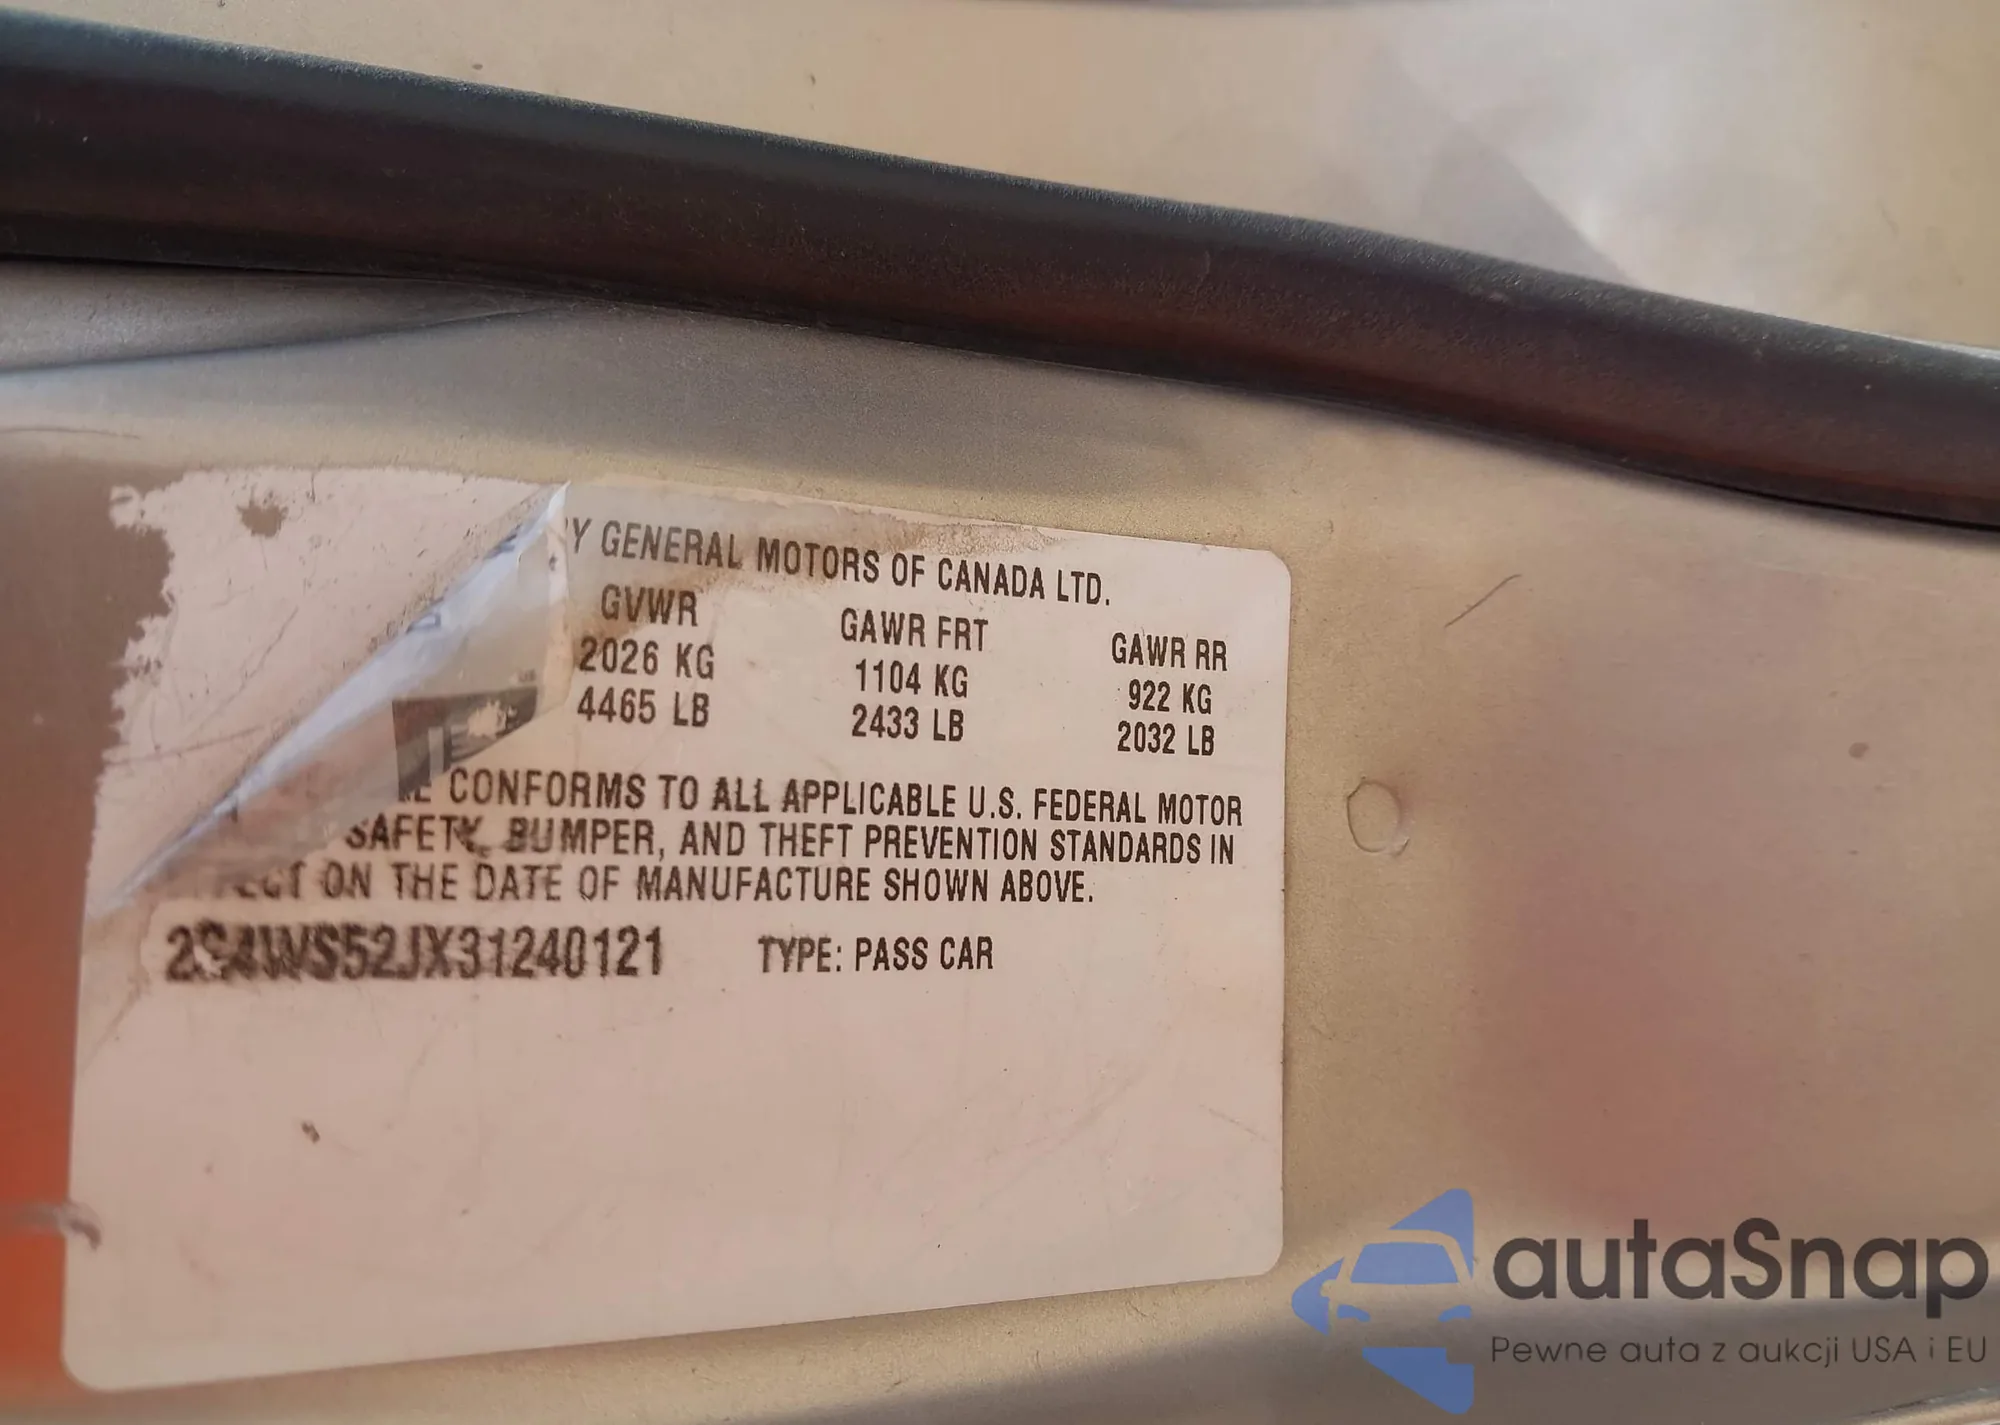 BY GENERAL MOTORS OF CANADA LTD.
GVWR GAWR FRT GAWR RR
2026 KG 1104 KG 922 KG
4465 LB 2433 LB 2032 LB
CONFORMS TO ALL APPLICABLE U.S. FEDERAL MOTOR
SAFETY, BUMPER, AND THEFT PREVENTION STANDARDS IN
ON THE DATE OF MANUFACTURE SHOWN ABOVE.
TYPE: PASS CAR
autaSnap
Pewne auta z aukcji USA i EU